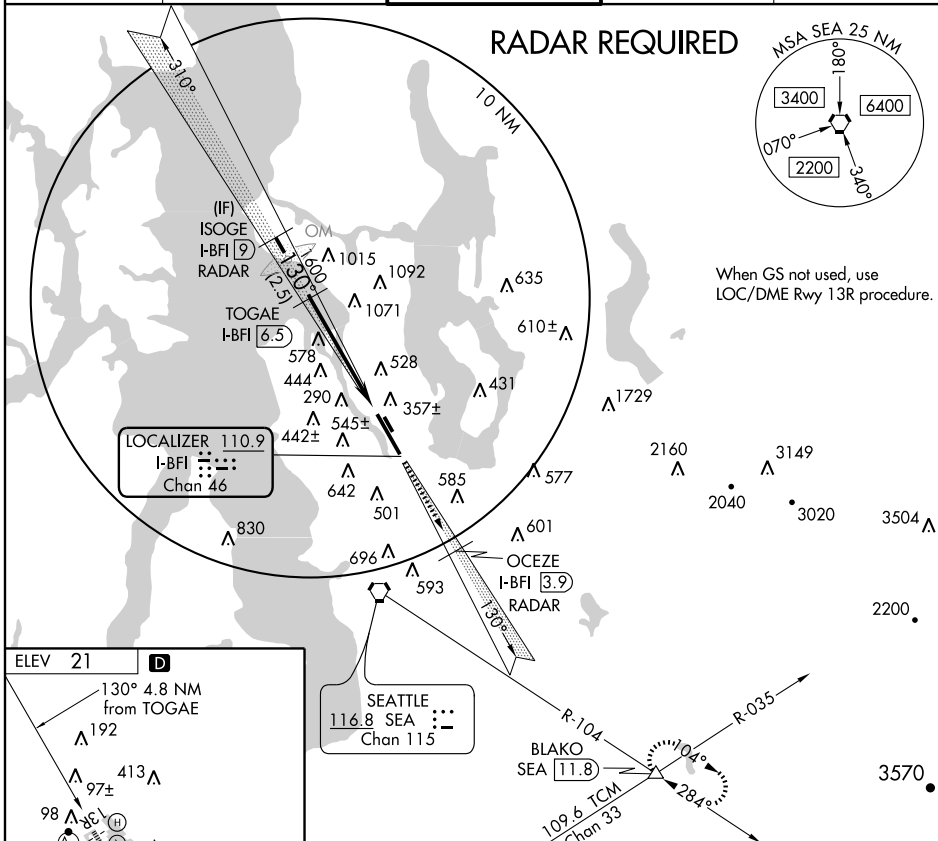 RADAR REQUIRED
MSA SEA 25 NM
180°
3400
6400
070°
2200
340°
310°
10 NM
When GS not used, use
LOC/DME Rwy 13R procedure.
(IF)
ISOGE
I-BFI 9
RADAR
OM
1600
130°
(2.5)
1015
1092
1071
635
610±
TOGAE
I-BFI 6.5
578
444
290
528
357±
431
1729
442±
545±
LOCALIZER 110.9
I-BFI
Chan 46
642
501
585
577
2160
3149
2040
3020
3504
830
696
593
601
OCEZE
I-BFI 3.9
RADAR
130°
2200
ELEV 21
D
130° 4.8 NM
from TOGAE
192
97±
413
98
13R
H
A
SEATTLE
116.8 SEA
Chan 115
R-104
R-035
BLAKO
SEA 11.8
104°
284°
109.6 TCM
Chan 33
3570